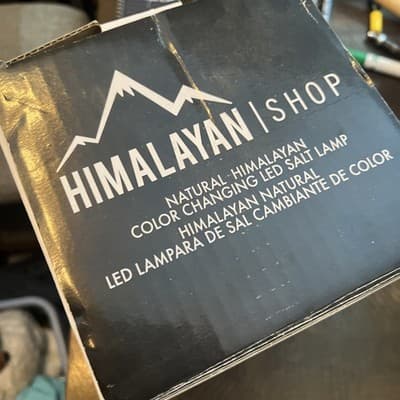 HIMALAYAN | SHOP
NATURAL HIMALAYAN
COLOR CHANGING LED SALT LAMP
HIMALAYAN NATURAL
LED LAMPARA DE SAL CAMBIANTE DE COLOR